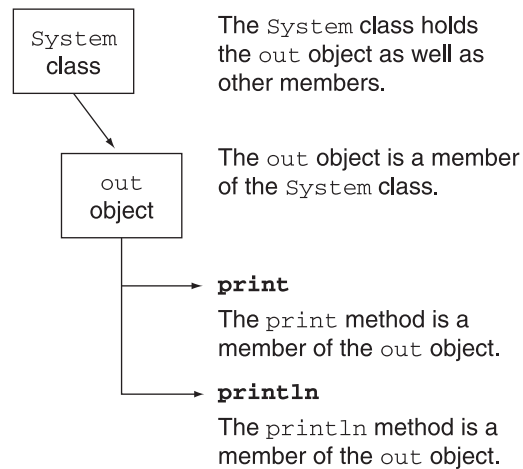 System
class
The System class holds
the out object as well as
other members.
out
object
The out object is a member
of the System class.
print
The print method is a
member of the out object.
println
The println method is a
member of the out object.